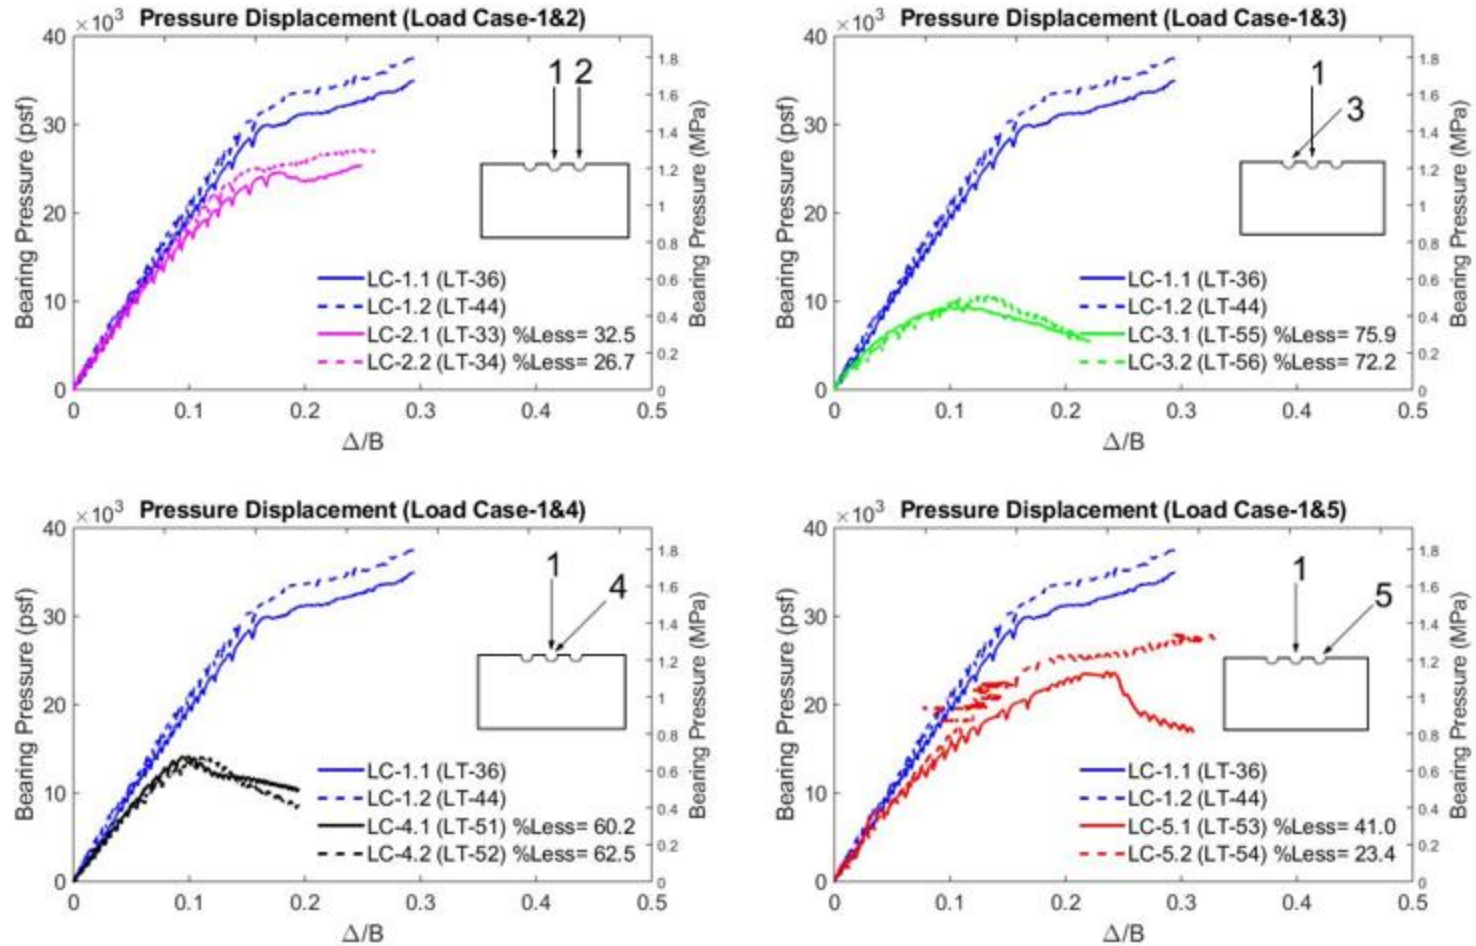 Pressure Displacement (Load Case-1&2)
×10³
40
30
20
10
0
Bearing Pressure (psf)
1 2
1.8
1.6
1.4
1.2
1
0.8
0.6
0.4
0.2
0
Bearing Pressure (MPa)
LC-1.1 (LT-36)
LC-1.2 (LT-44)
LC-2.1 (LT-33) %Less= 32.5
LC-2.2 (LT-34) %Less= 26.7
0 0.1 0.2 0.3 0.4 0.5
Δ/B
Pressure Displacement (Load Case-1&3)
×10³
40
30
20
10
0
Bearing Pressure (psf)
1
3
1.8
1.6
1.4
1.2
1
0.8
0.6
0.4
0.2
0
Bearing Pressure (MPa)
LC-1.1 (LT-36)
LC-1.2 (LT-44)
LC-3.1 (LT-55) %Less= 75.9
LC-3.2 (LT-56) %Less= 72.2
0 0.1 0.2 0.3 0.4 0.5
Δ/B
Pressure Displacement (Load Case-1&4)
×10³
40
30
20
10
0
Bearing Pressure (psf)
1
4
1.8
1.6
1.4
1.2
1
0.8
0.6
0.4
0.2
0
Bearing Pressure (MPa)
LC-1.1 (LT-36)
LC-1.2 (LT-44)
LC-4.1 (LT-51) %Less= 60.2
LC-4.2 (LT-52) %Less= 62.5
0 0.1 0.2 0.3 0.4 0.5
Δ/B
Pressure Displacement (Load Case-1&5)
×10³
40
30
20
10
0
Bearing Pressure (psf)
1
5
1.8
1.6
1.4
1.2
1
0.8
0.6
0.4
0.2
0
Bearing Pressure (MPa)
LC-1.1 (LT-36)
LC-1.2 (LT-44)
LC-5.1 (LT-53) %Less= 41.0
LC-5.2 (LT-54) %Less= 23.4
0 0.1 0.2 0.3 0.4 0.5
Δ/B